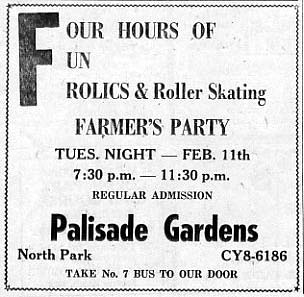 FOUR HOURS OF
UN
ROLICS & Roller Skating
FARMER'S PARTY
TUES. NIGHT — FEB. 11th
7:30 p.m. — 11:30 p.m.
REGULAR ADMISSION
Palisade Gardens
North Park CY8-6186
TAKE No. 7 BUS TO OUR DOOR